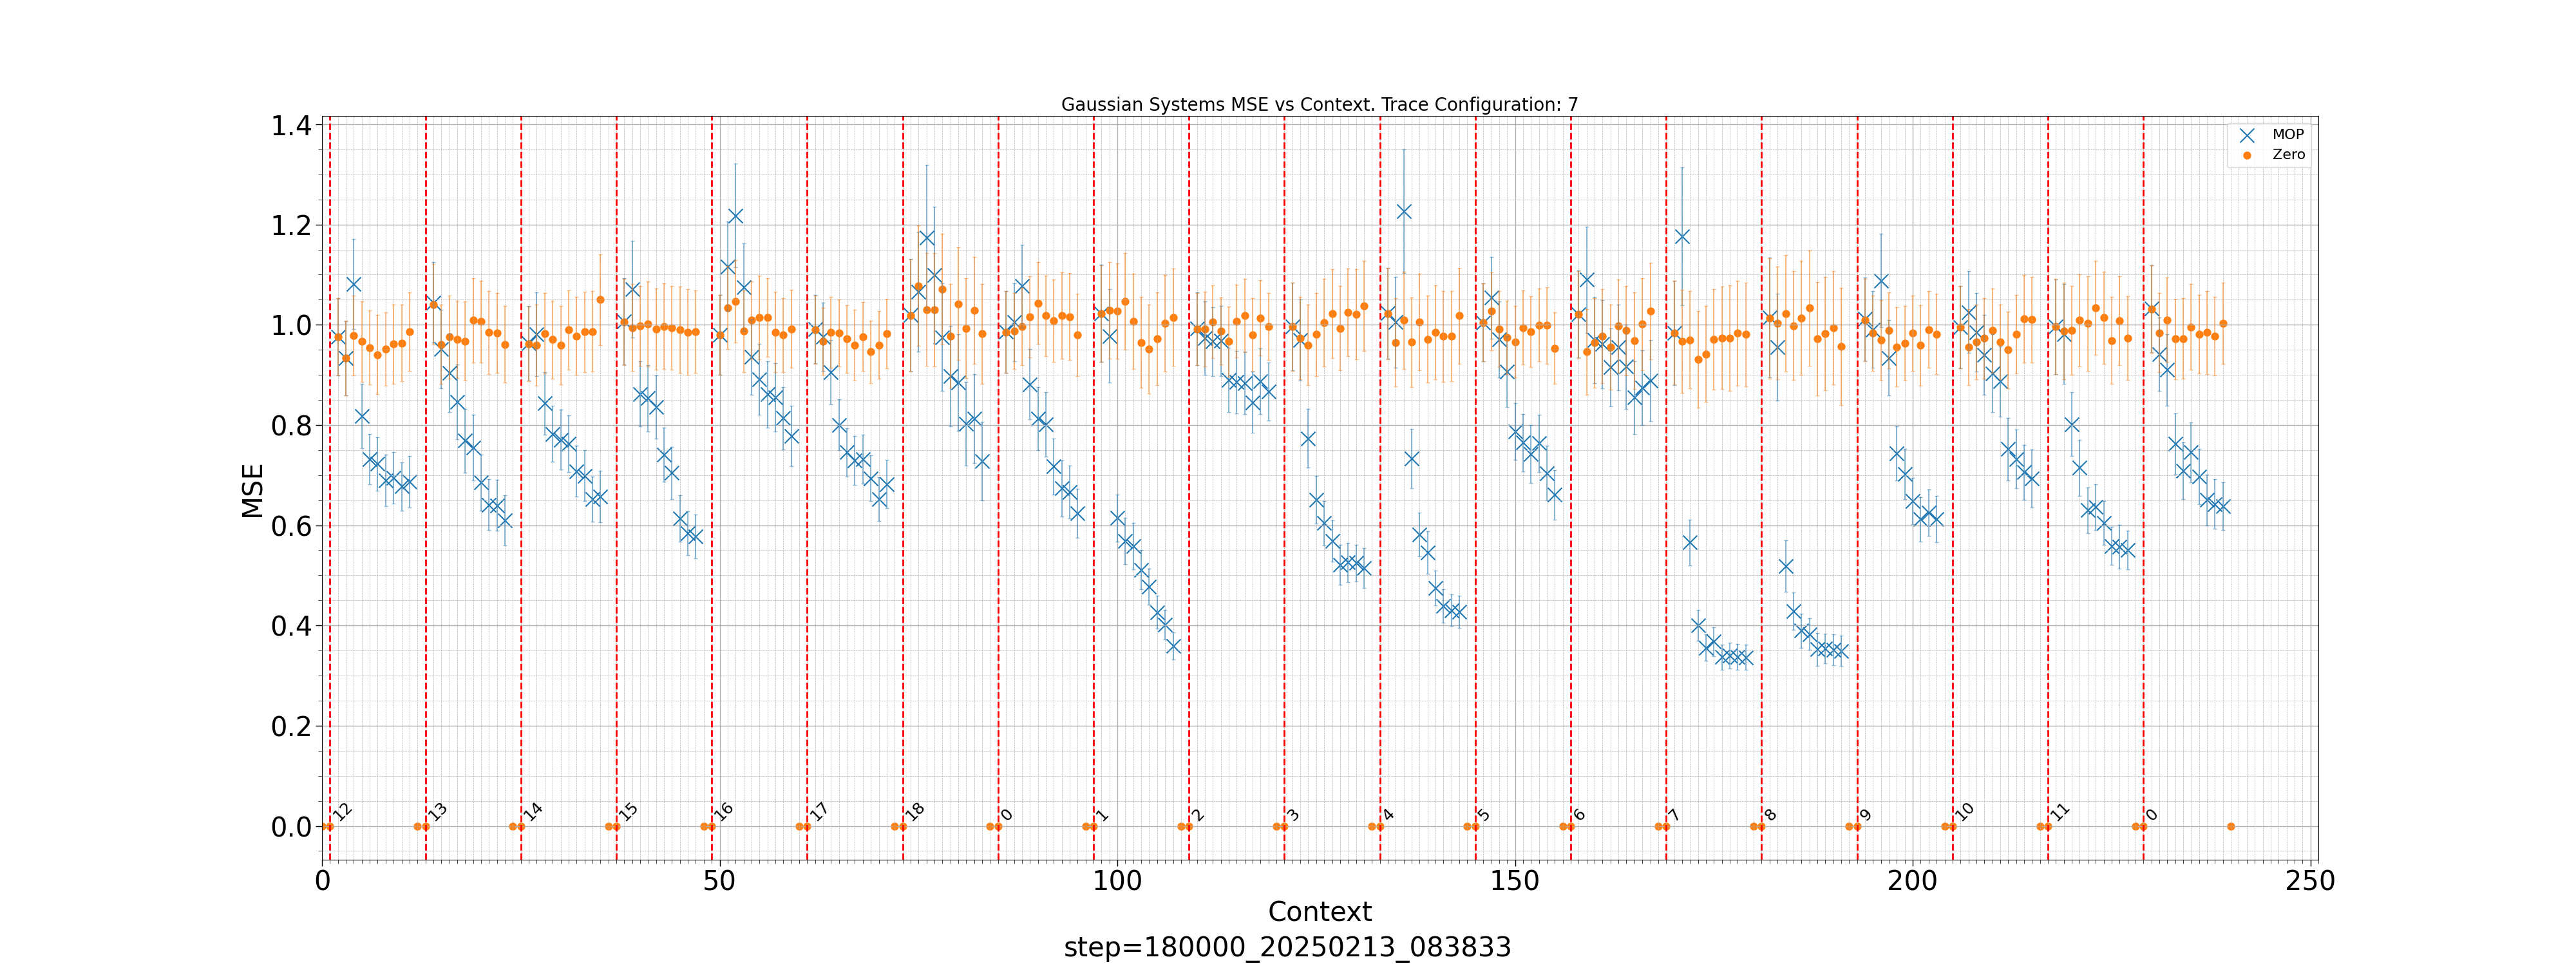 Gaussian Systems MSE vs Context. Trace Configuration: 7
MOP
Zero
MSE
1.4
1.2
1.0
0.8
0.6
0.4
0.2
0.0
12 13 14 15 16 17 18 0 1 2 3 4 5 6 7 8 9 10 11 0
0 50 100 150 200 250
Context
step=180000_20250213_083833